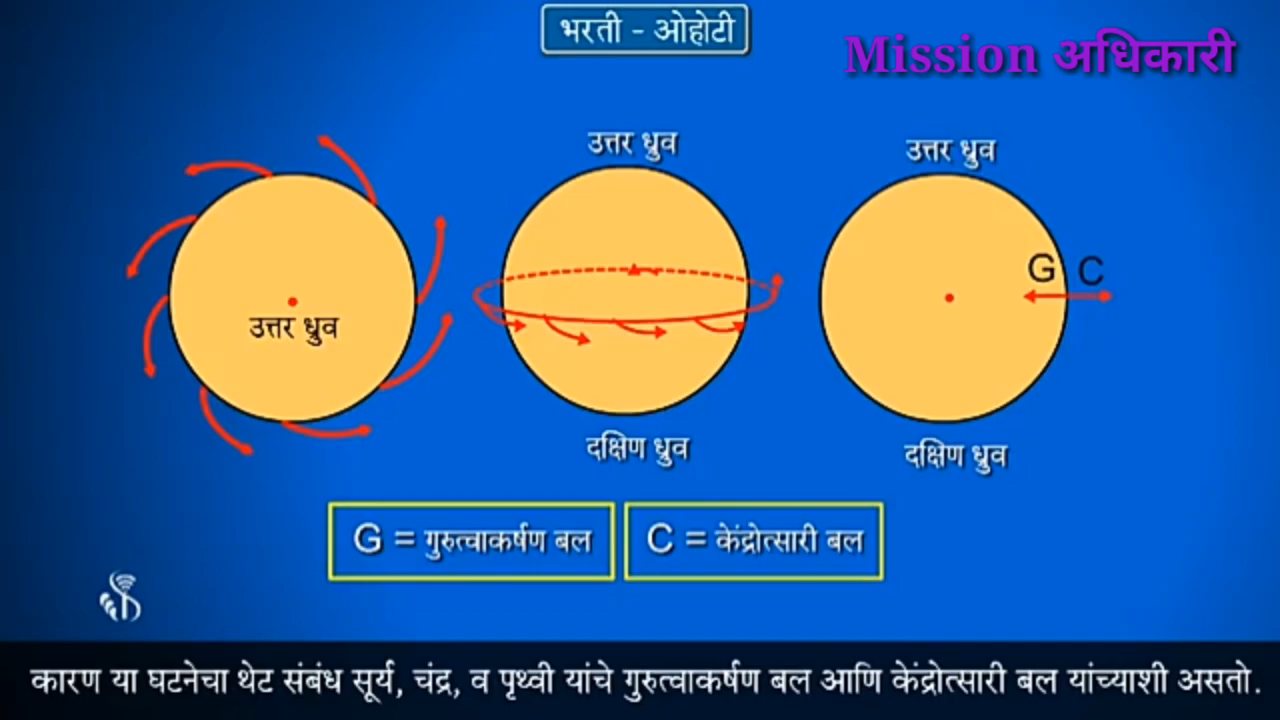 भरती - ओहोटी
Mission अधिकारी
उत्तर ध्रुव
उत्तर ध्रुव
G C
उत्तर ध्रुव
दक्षिण ध्रुव
दक्षिण ध्रुव
G = गुरुत्वाकर्षण बल
C = केंद्रोत्सारी बल
कारण या घटनेचा थेट संबंध सूर्य, चंद्र, व पृथ्वी यांचे गुरुत्वाकर्षण बल आणि केंद्रोत्सारी बल यांच्याशी असतो.